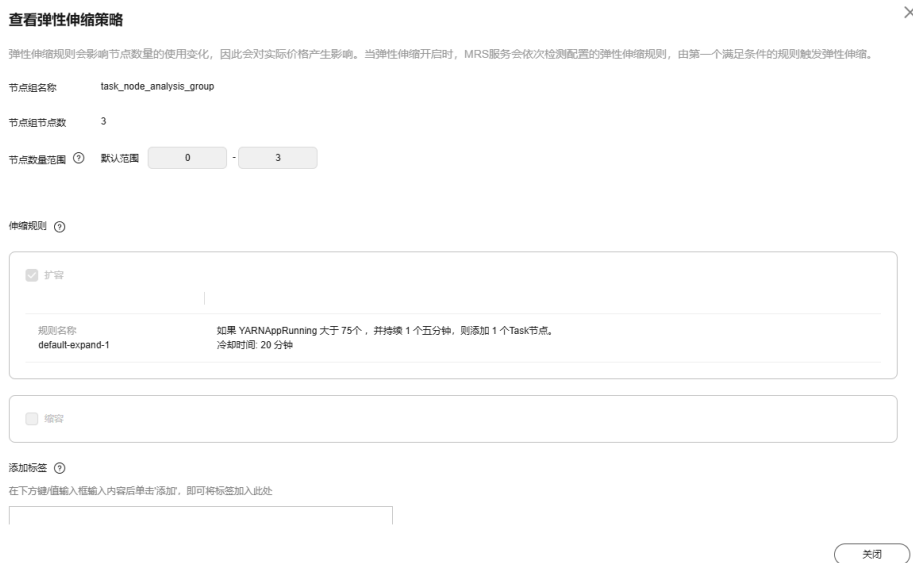 查看弹性伸缩策略
弹性伸缩规则会影响节点数量的使用变化，因此会对实际价格产生影响。当弹性伸缩开启时，MRS服务会依次检测配置的弹性伸缩规则，由第一个满足条件的规则触发弹性伸缩。
节点组名称 task_node_analysis_group
节点组节点数 3
节点数量范围 ? 默认范围 0 - 3
伸缩规则 ?
扩容
规则名称 如果 YARNAppRunning 大于 75个 ，并持续 1 个五分钟，则添加 1 个Task节点。
default-expand-1 冷却时间: 20 分钟
缩容
添加标签 ?
在下方键/值输入框输入内容后单击'添加'，即可将标签加入此处
关闭